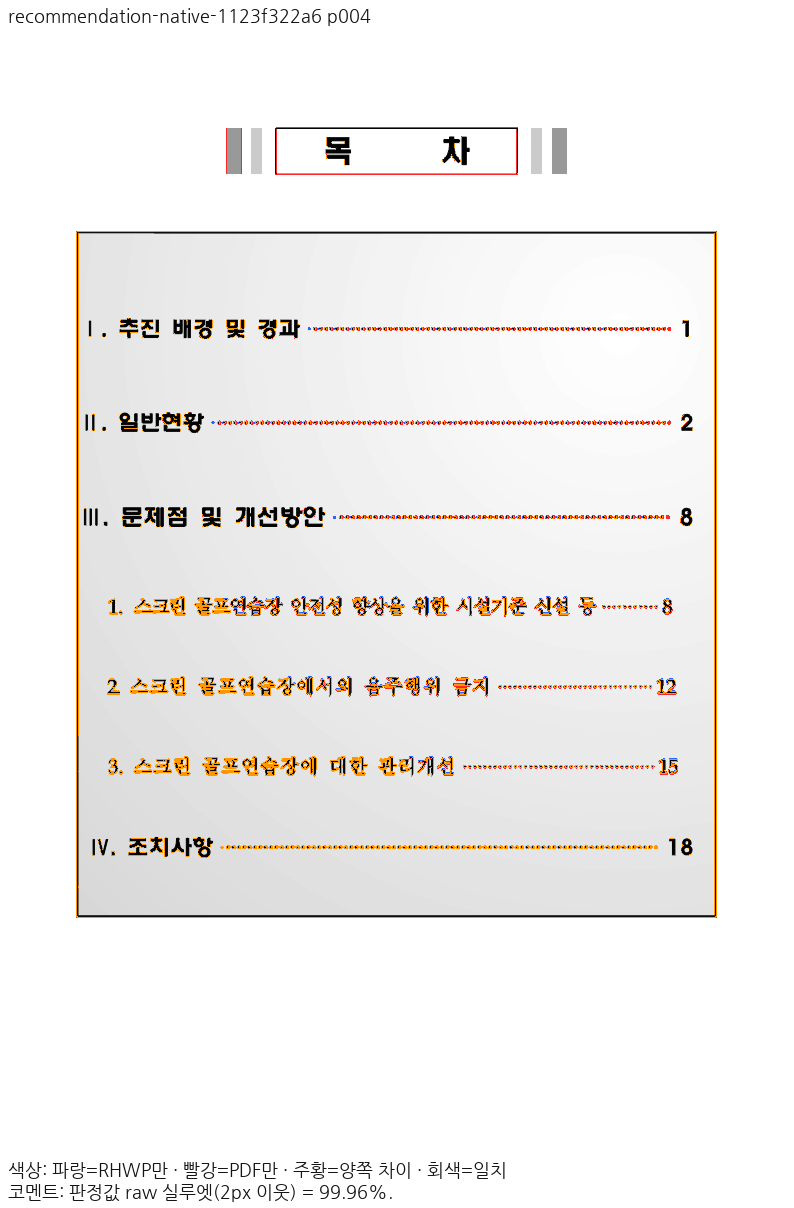 recommendation-native-1123f322a6 p004
목 차
Ⅰ. 추진 배경 및 경과 ········································ 1
Ⅱ. 일반현황 ········································ 2
Ⅲ. 문제점 및 개선방안 ········································ 8
1. 스크린 골프연습장 안전성 향상을 위한 시설기준 신설 등 ·········· 8
2. 스크린 골프연습장에서의 음주행위 금지 ···························· 12
3. 스크린 골프연습장에 대한 관리개선 ···································· 15
Ⅳ. 조치사항 ········································ 18
색상: 파랑=RHWP만 · 빨강=PDF만 · 주황=양쪽 차이 · 회색=일치
코멘트: 판정값 raw 실루엣(2px 이웃) = 99.96%.